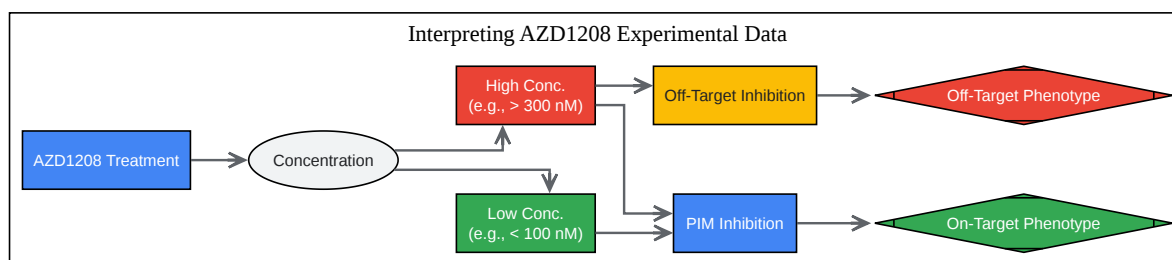 Interpreting AZD1208 Experimental Data
High Conc.
(e.g., > 300 nM)
Off-Target Inhibition
Off-Target Phenotype
AZD1208 Treatment
Concentration
Low Conc.
(e.g., < 100 nM)
PIM Inhibition
On-Target Phenotype